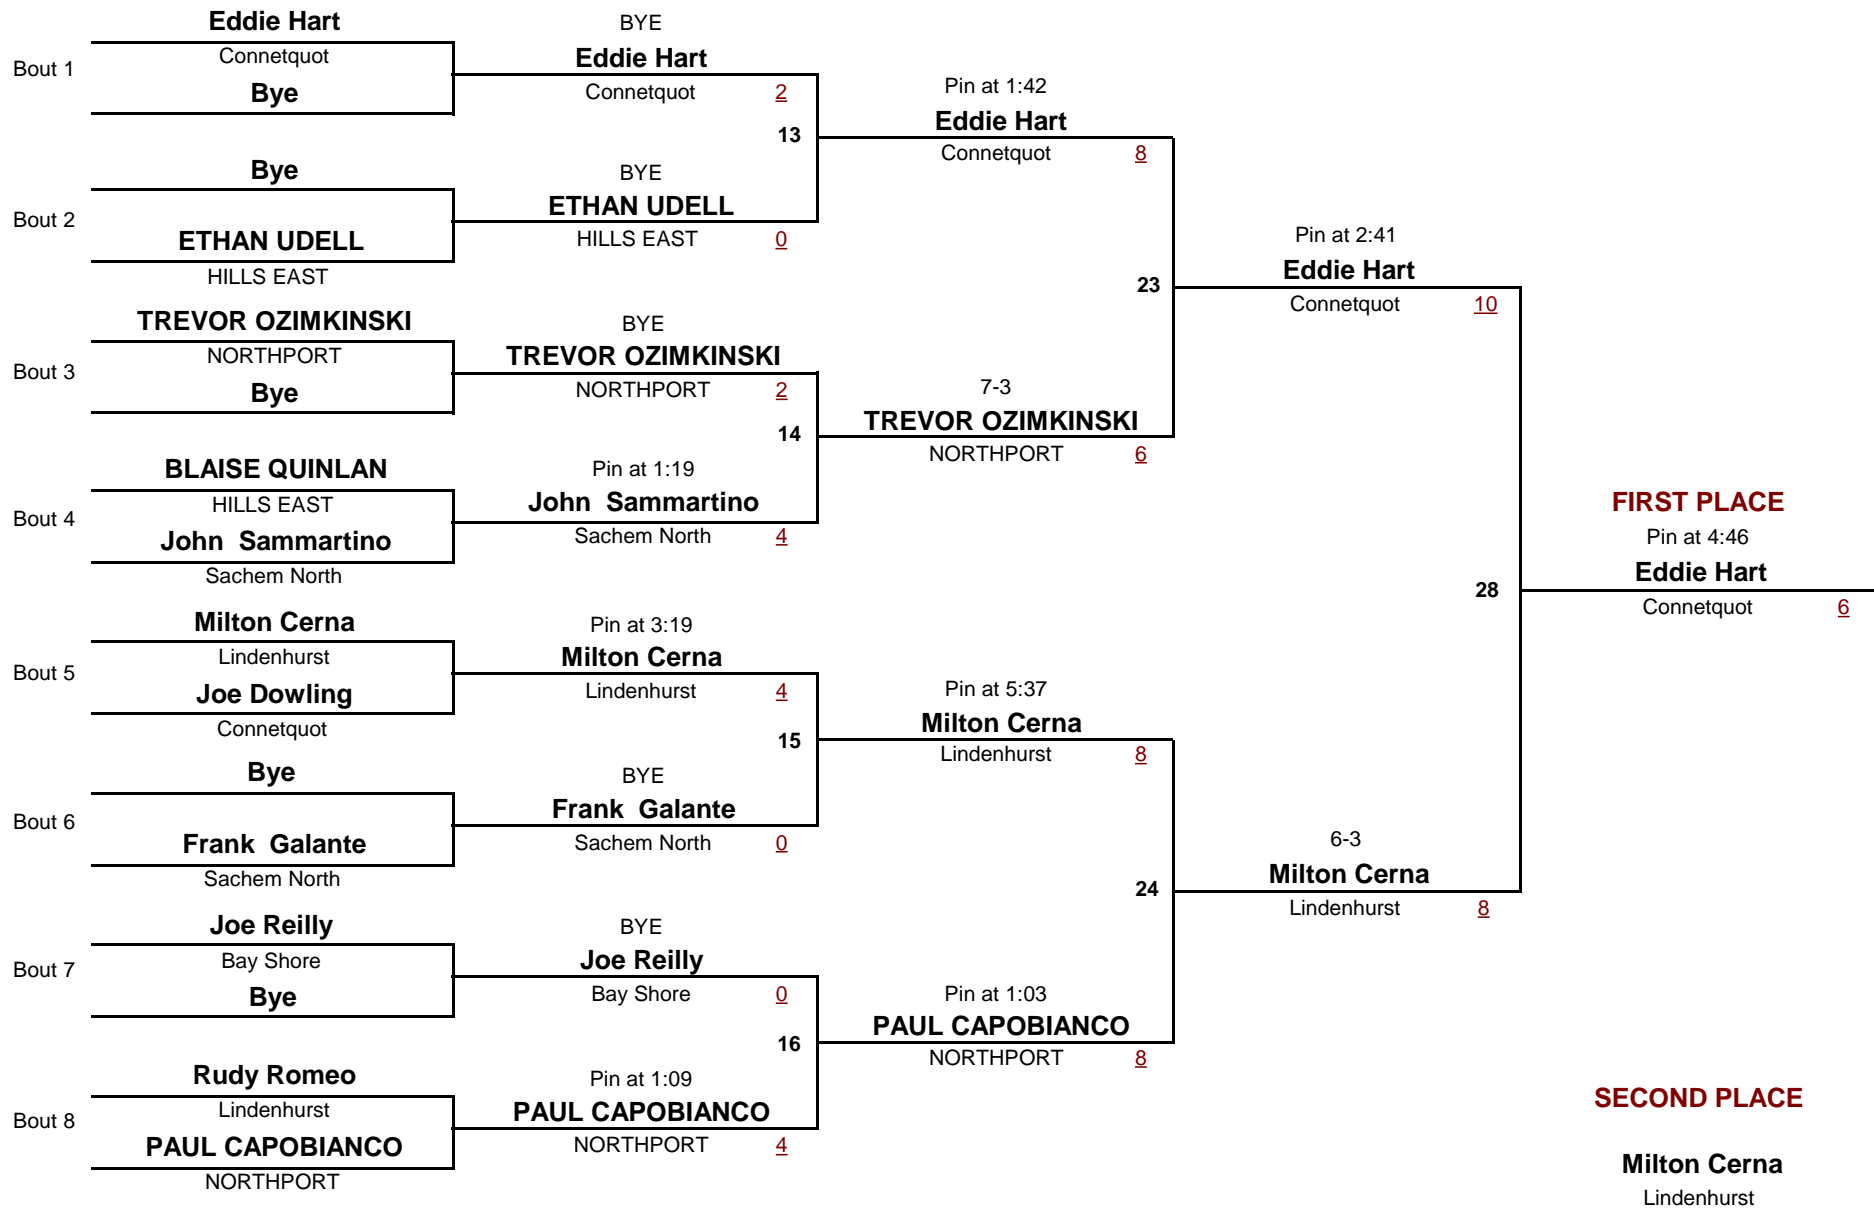 Eddie Hart
Connetquot
Bout 1
Bye
Bye
Bout 2
ETHAN UDELL
HILLS EAST
TREVOR OZIMKINSKI
NORTHPORT
Bout 3
Bye
BLAISE QUINLAN
HILLS EAST
Bout 4
John  Sammartino
Sachem North
Milton Cerna
Lindenhurst
Bout 5
Joe Dowling
Connetquot
Bye
Bout 6
Frank  Galante
Sachem North
Joe Reilly
Bay Shore
Bout 7
Bye
Rudy Romeo
Lindenhurst
Bout 8
PAUL CAPOBIANCO
NORTHPORT
BYE
Eddie Hart
Connetquot 2
13
BYE
ETHAN UDELL
HILLS EAST 0
BYE
TREVOR OZIMKINSKI
NORTHPORT 2
14
Pin at 1:19
John  Sammartino
Sachem North 4
Pin at 3:19
Milton Cerna
Lindenhurst 4
15
BYE
Frank  Galante
Sachem North 0
BYE
Joe Reilly
Bay Shore 0
16
Pin at 1:09
PAUL CAPOBIANCO
NORTHPORT 4
Pin at 1:42
Eddie Hart
Connetquot 8
23
7-3
TREVOR OZIMKINSKI
NORTHPORT 6
Pin at 5:37
Milton Cerna
Lindenhurst 8
24
Pin at 1:03
PAUL CAPOBIANCO
NORTHPORT 8
Pin at 2:41
Eddie Hart
Connetquot 10
28
6-3
Milton Cerna
Lindenhurst 8
FIRST PLACE
Pin at 4:46
Eddie Hart
Connetquot 6
SECOND PLACE
Milton Cerna
Lindenhurst